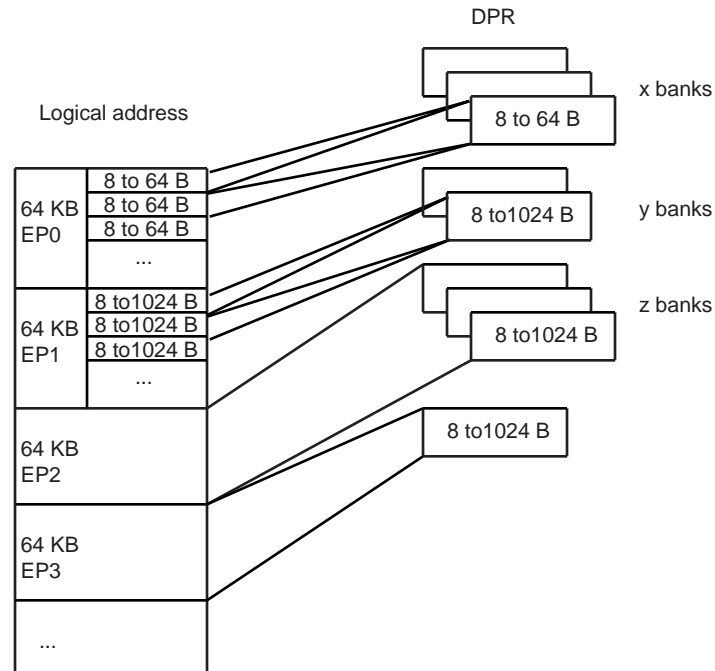 DPR
x banks
Logical address
8 to 64 B
64 KB
EP0
8 to 64 B
8 to 64 B
8 to 64 B
...
y banks
8 to1024 B
64 KB
EP1
8 to1024 B
8 to1024 B
8 to1024 B
...
z banks
8 to1024 B
64 KB
EP2
8 to1024 B
64 KB
EP3
...